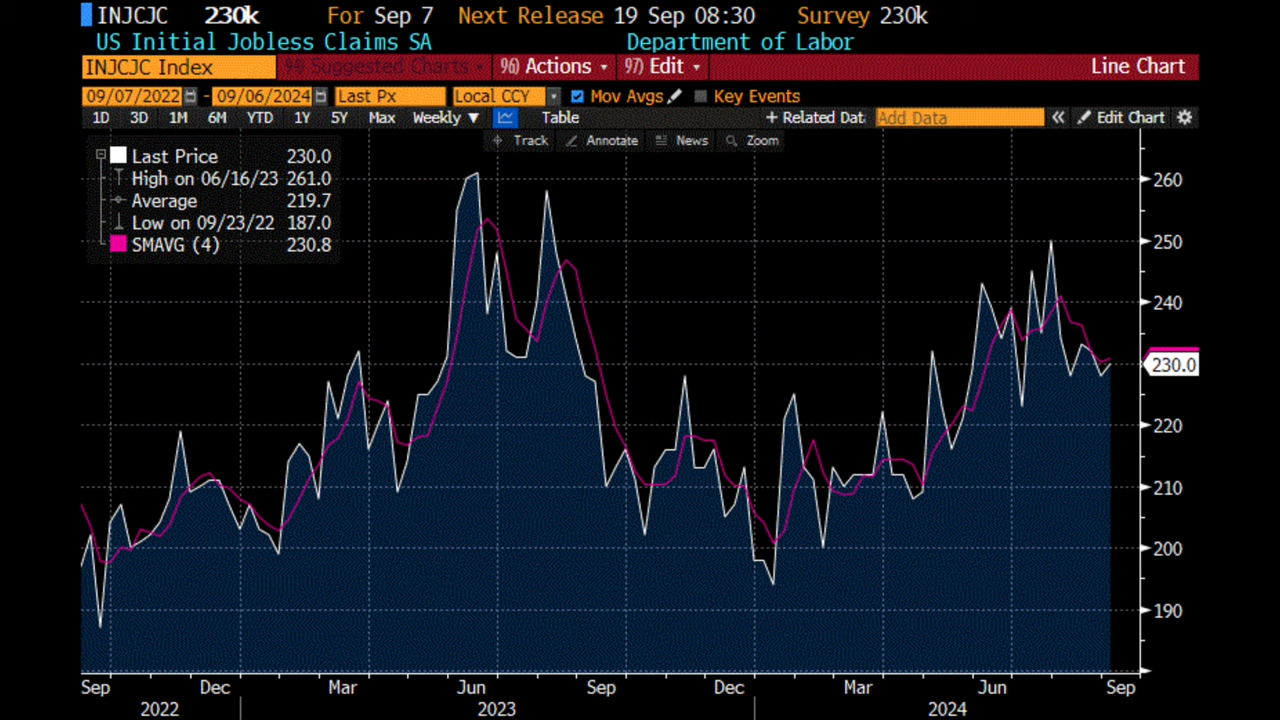 INJCJC 230k For Sep 7 Next Release 19 Sep 08:30 Survey 230k
US Initial Jobless Claims SA Department of Labor
INJCJC Index 94) Suggested Charts 96) Actions 97) Edit Line Chart
09/07/2022 - 09/06/2024 Last Px Local CCY Mov Avgs Key Events
1D 3D 1M 6M YTD 1Y 5Y Max Weekly ▼ Table + Related Dat Add Data « Edit Chart
Track Annotate News Zoom
Last Price 230.0
High on 06/16/23 261.0
Average 219.7
Low on 09/23/22 187.0
SMAVG (4) 230.8
260
250
240
230.0
220
210
200
190
Sep Dec Mar Jun Sep Dec Mar Jun Sep
2022 2023 2024